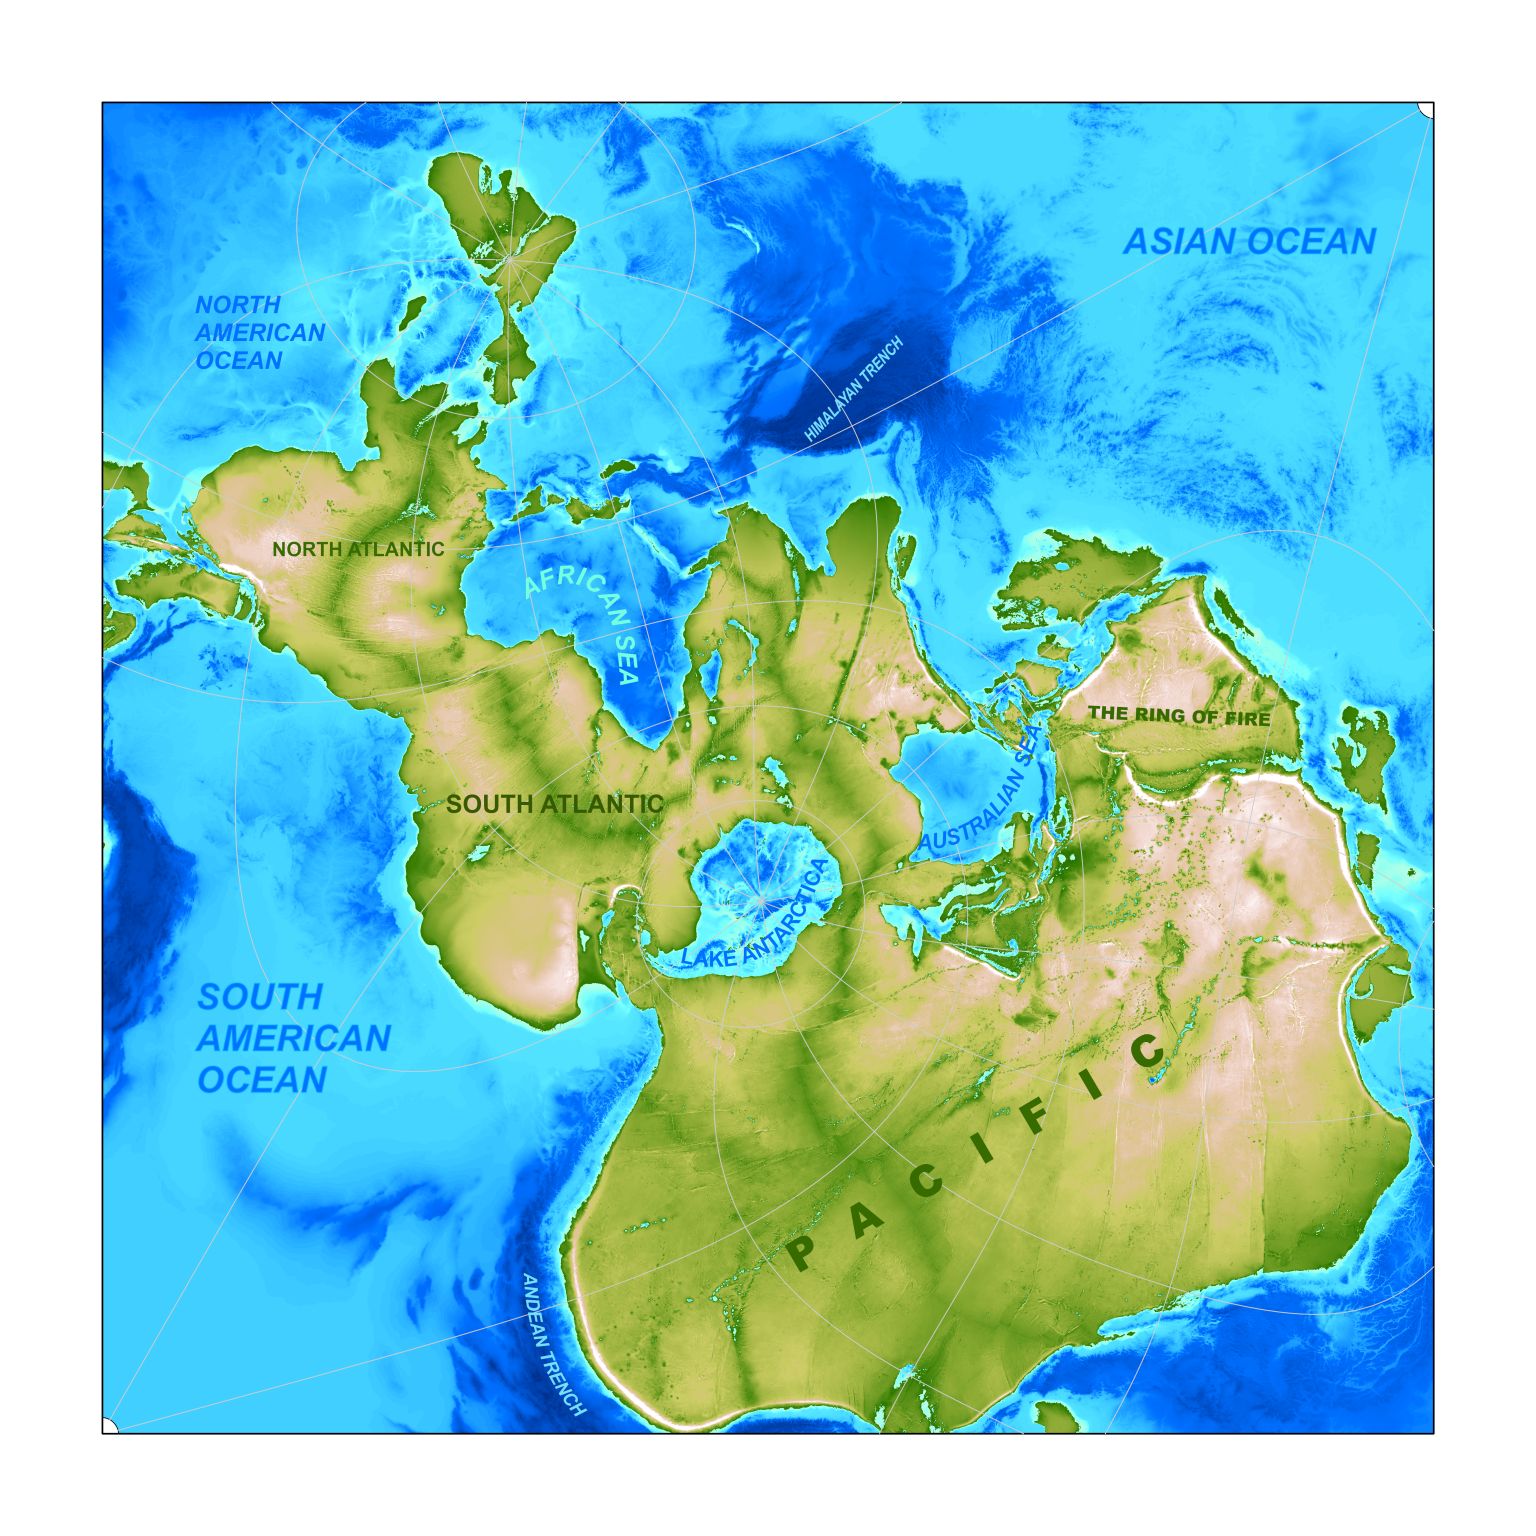 ASIAN OCEAN
NORTH
AMERICAN
OCEAN
HIMALAYAN TRENCH
NORTH ATLANTIC
AFRICAN SEA
THE RING OF FIRE
AUSTRALIAN SEA
SOUTH ATLANTIC
LAKE ANTARCTICA
SOUTH
AMERICAN
OCEAN
PACIFIC
ANDEAN TRENCH